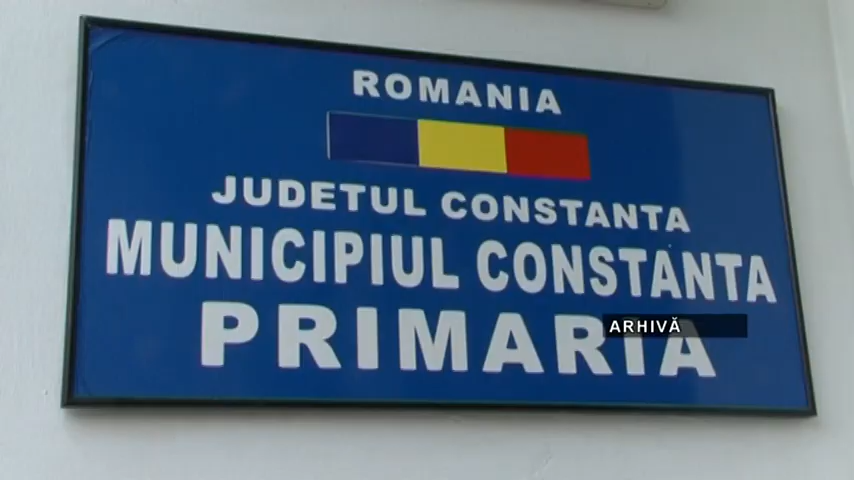 ROMANIA
JUDETUL CONSTANTA
MUNICIPIUL CONSTANTA
PRIMARIA
ARHIVĂ